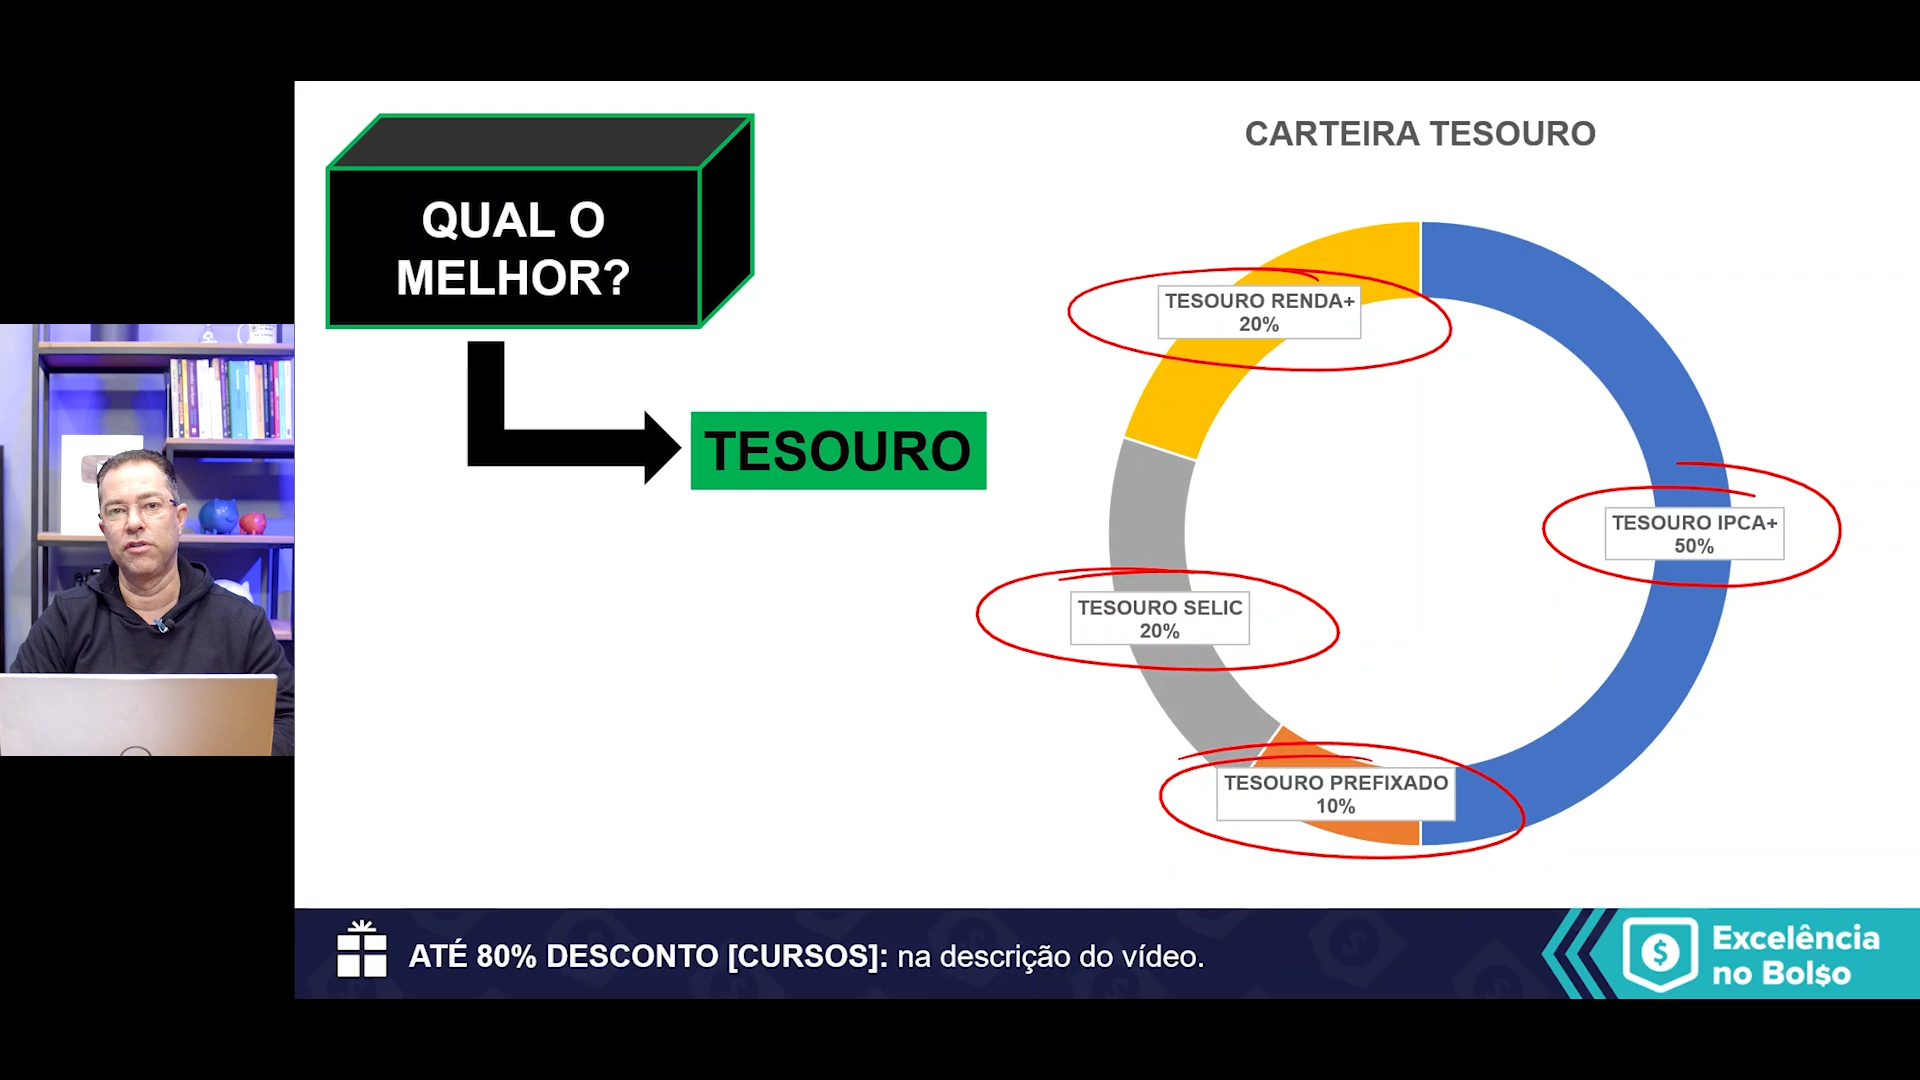 QUAL O
MELHOR?
TESOURO
CARTEIRA TESOURO
TESOURO RENDA+
20%
TESOURO IPCA+
50%
TESOURO SELIC
20%
TESOURO PREFIXADO
10%
ATÉ 80% DESCONTO [CURSOS]: na descrição do vídeo.
Excelência
no Bol$o